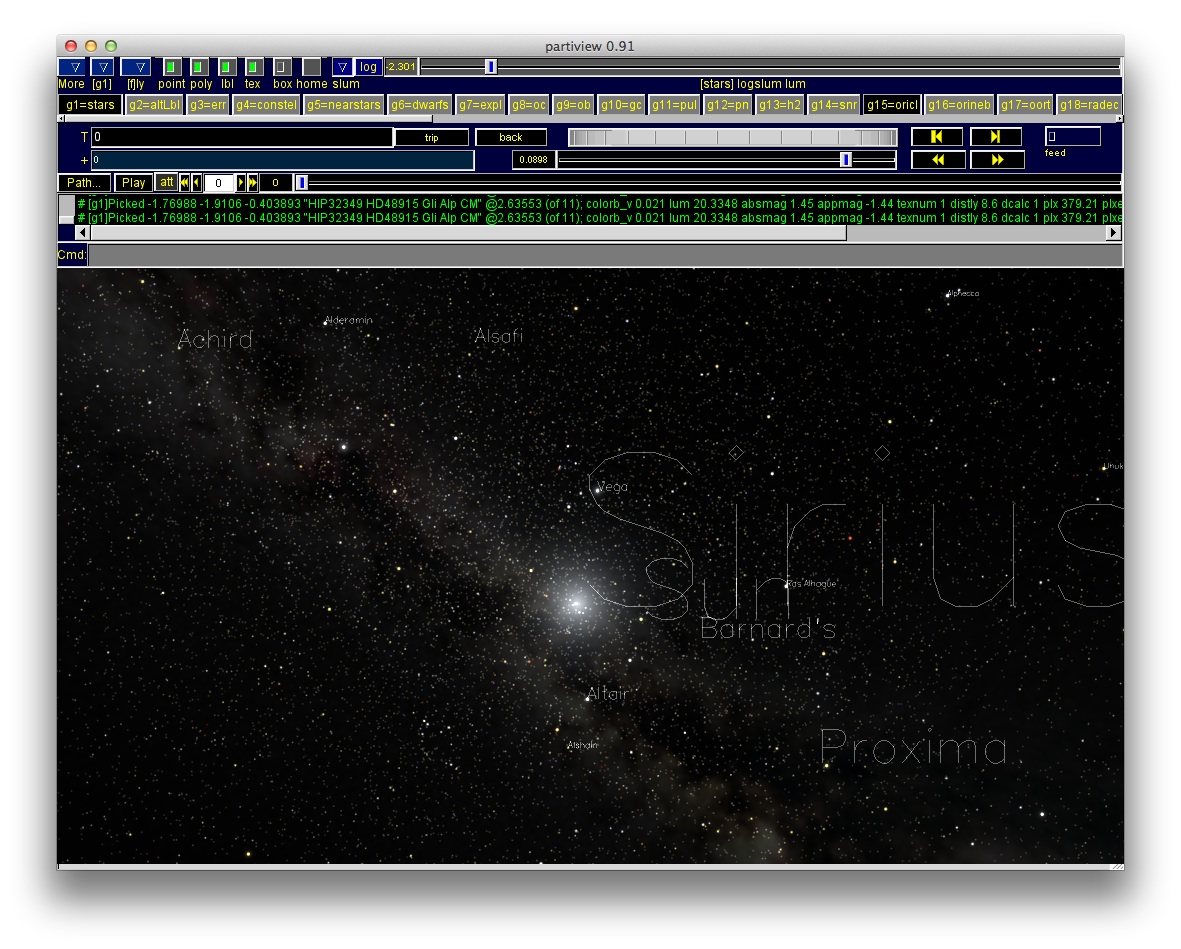 partiview 0.91
log -2.301
More [g1] [f]ly point poly lbl tex box home slum [stars] logslum lum
g1=stars g2=altLbl g3=err g4=constel g5=nearstars g6=dwarfs g7=expl g8=oc g9=ob g10=gc g11=pul g12=pn g13=h2 g14=snr g15=oricl g16=orineb g17=oort g18=radec
T 0 trip back
feed
+ 0 0.0898
Path... Play att 0 0
# [g1]Picked -1.76988 -1.9106 -0.403893 "HIP32349 HD48915 Gli Alp CM" @2.63553 (of 11); colorb_v 0.021 lum 20.3348 absmag 1.45 appmag -1.44 texnum 1 distly 8.6 dcalc 1 plx 379.21 plxe
# [g1]Picked -1.76988 -1.9106 -0.403893 "HIP32349 HD48915 Gli Alp CM" @2.63553 (of 11); colorb_v 0.021 lum 20.3348 absmag 1.45 appmag -1.44 texnum 1 distly 8.6 dcalc 1 plx 379.21 plxe
Cmd:
Alphecca
Alderamin
Achird
Alsafi
Unuk
Vega
Sirius
Sun
Ras Alhague
Barnard's
Altair
Alshain
Proxima